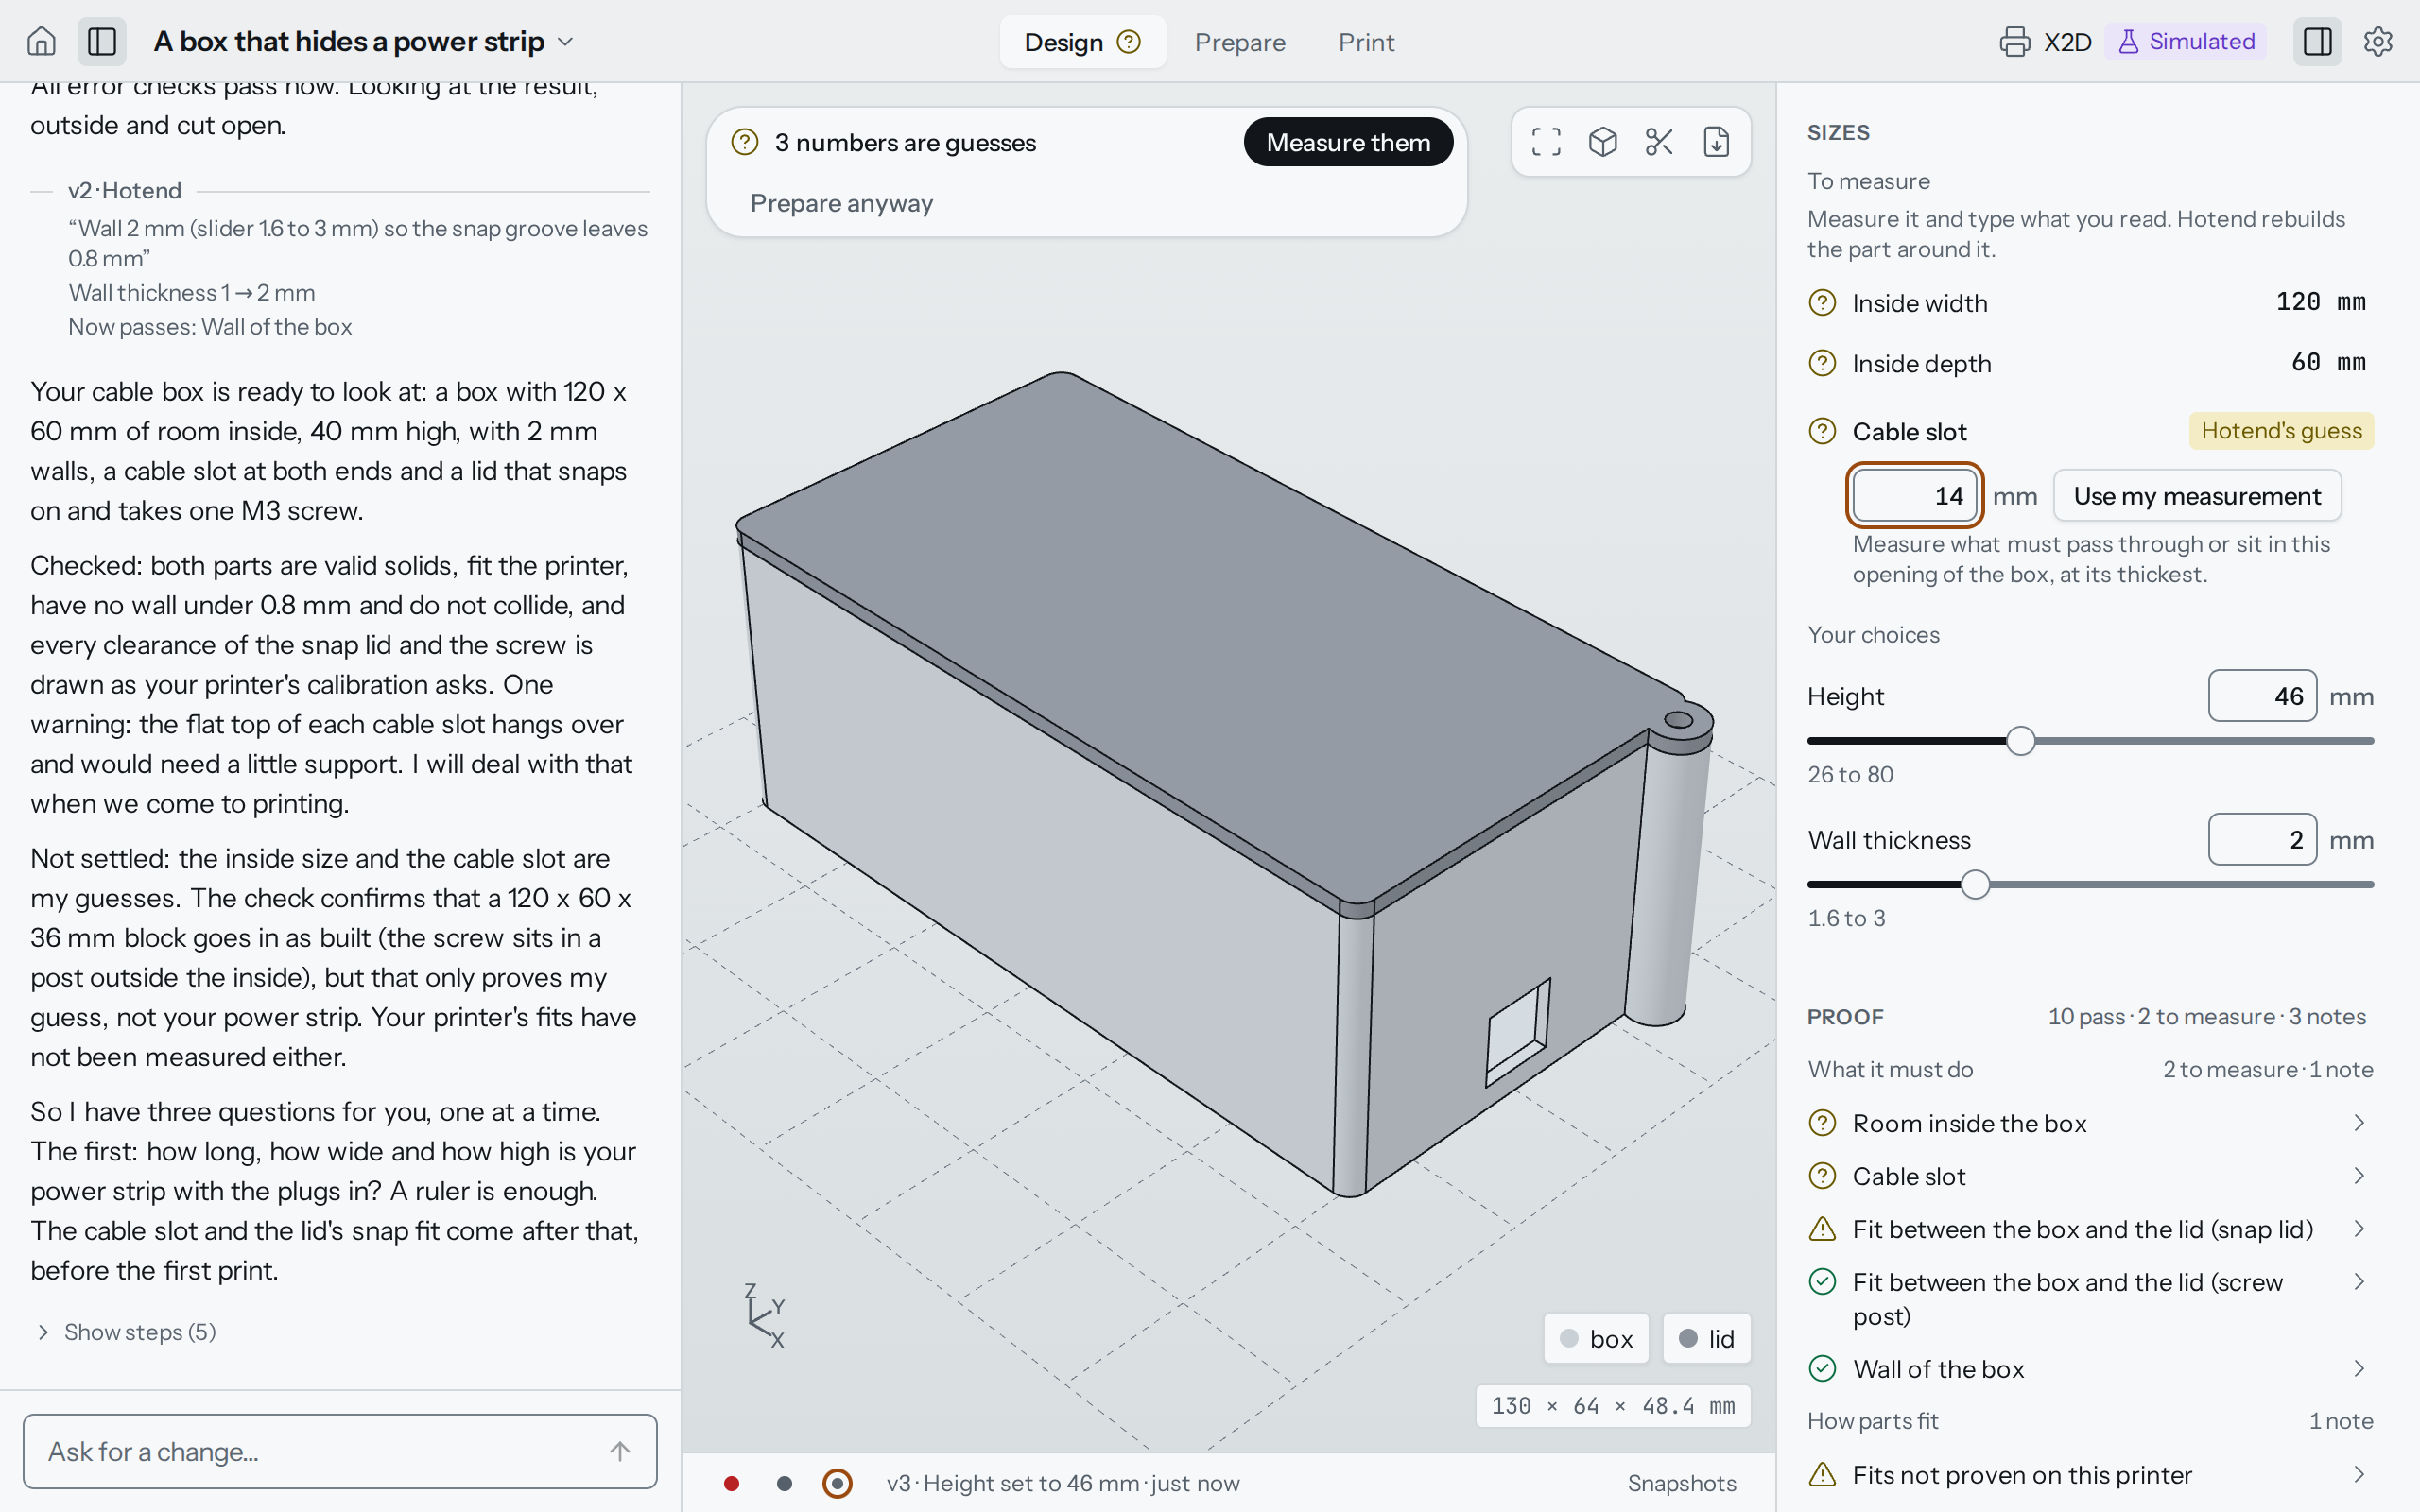 A box that hides a power strip
Design
Prepare
Print
X2D
Simulated
All error checks pass now. Looking at the result,
outside and cut open.
v2 · Hotend
“Wall 2 mm (slider 1.6 to 3 mm) so the snap groove leaves
0.8 mm”
Wall thickness 1 → 2 mm
Now passes: Wall of the box
Your cable box is ready to look at: a box with 120 x
60 mm of room inside, 40 mm high, with 2 mm
walls, a cable slot at both ends and a lid that snaps
on and takes one M3 screw.
Checked: both parts are valid solids, fit the printer,
have no wall under 0.8 mm and do not collide, and
every clearance of the snap lid and the screw is
drawn as your printer's calibration asks. One
warning: the flat top of each cable slot hangs over
and would need a little support. I will deal with that
when we come to printing.
Not settled: the inside size and the cable slot are
my guesses. The check confirms that a 120 x 60 x
36 mm block goes in as built (the screw sits in a
post outside the inside), but that only proves my
guess, not your power strip. Your printer's fits have
not been measured either.
So I have three questions for you, one at a time.
The first: how long, how wide and how high is your
power strip with the plugs in? A ruler is enough.
The cable slot and the lid's snap fit come after that,
before the first print.
Show steps (5)
Ask for a change...
3 numbers are guesses
Measure them
Prepare anyway
Z
Y
X
box
lid
130 × 64 × 48.4 mm
v3 · Height set to 46 mm · just now
Snapshots
SIZES
To measure
Measure it and type what you read. Hotend rebuilds
the part around it.
Inside width
120 mm
Inside depth
60 mm
Cable slot
Hotend's guess
14 mm
Use my measurement
Measure what must pass through or sit in this
opening of the box, at its thickest.
Your choices
Height
46 mm
26 to 80
Wall thickness
2 mm
1.6 to 3
PROOF
10 pass · 2 to measure · 3 notes
What it must do
2 to measure · 1 note
Room inside the box
Cable slot
Fit between the box and the lid (snap lid)
Fit between the box and the lid (screw
post)
Wall of the box
How parts fit
1 note
Fits not proven on this printer